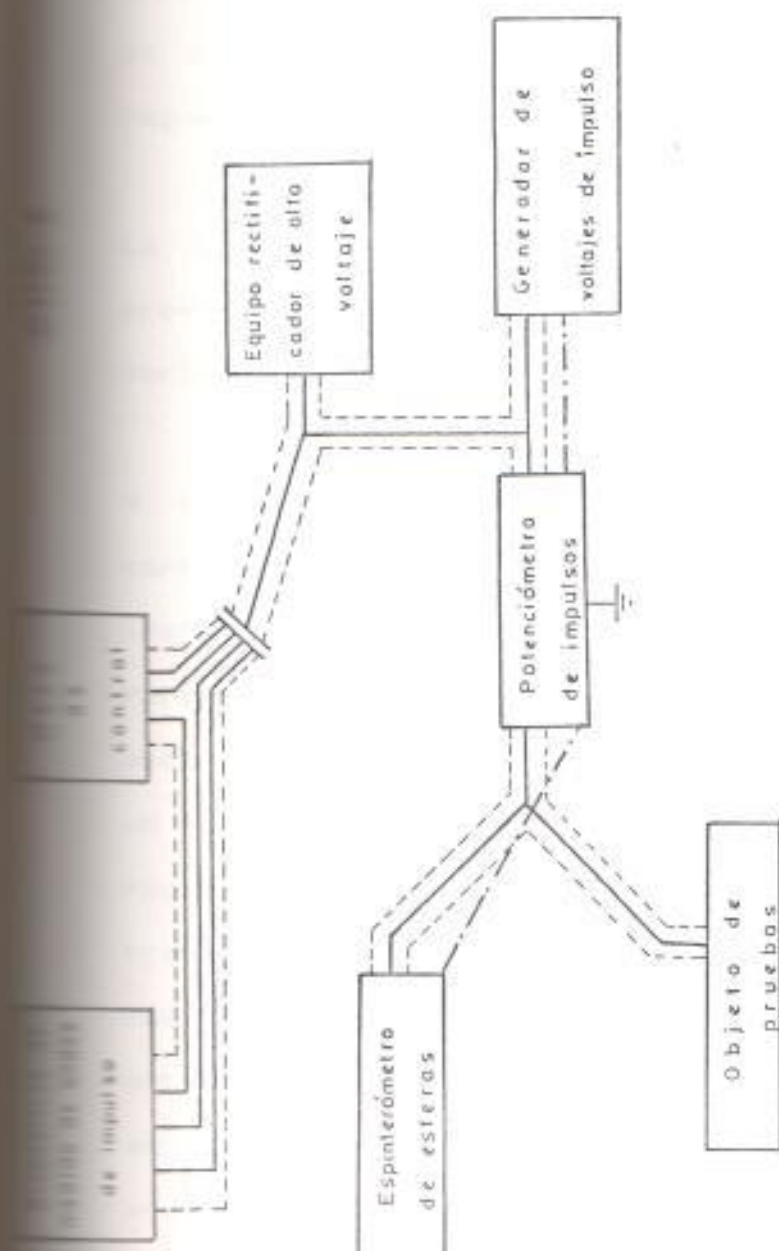 Equipo rectifi-
cador de alto
voltaje
Generador de
voltajes de impulso
Potenciómetro
de impulsos
de
control
de impulso
Espinterómetro
de esferas
Objeto de
pruebas